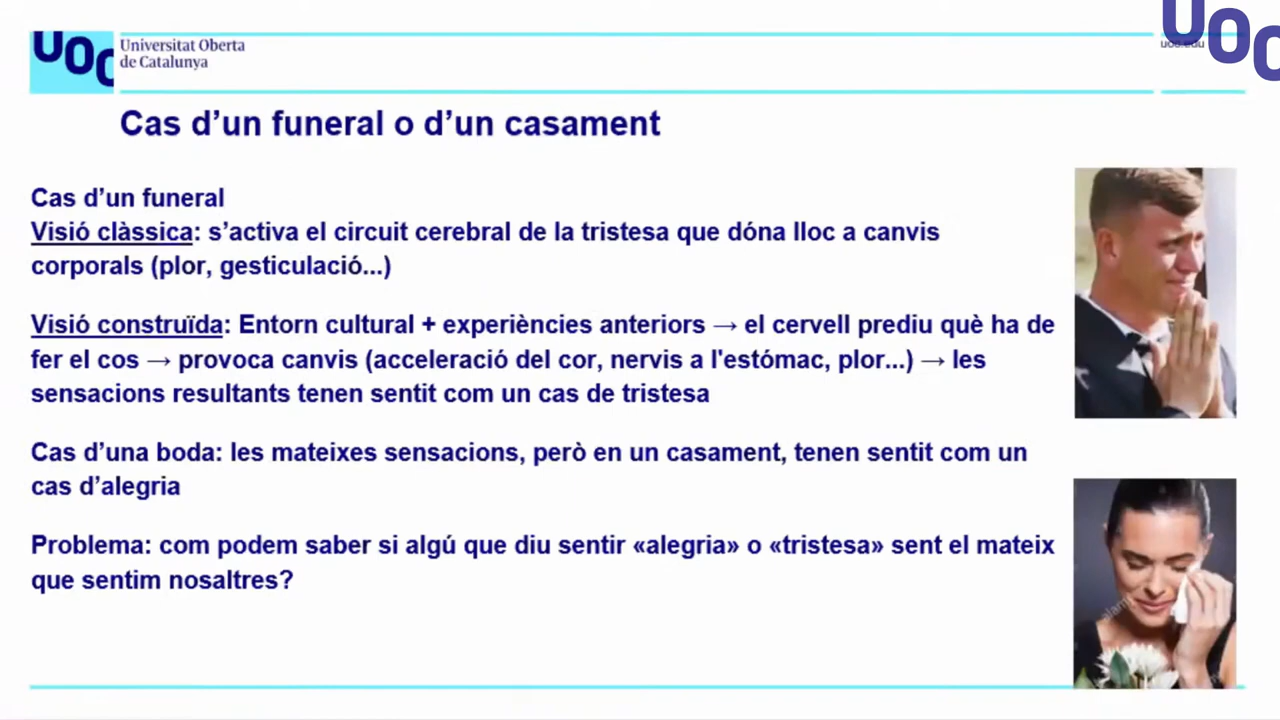 UOC
Universitat Oberta
de Catalunya
uoc.edu
UOC
Cas d’un funeral o d’un casament
Cas d’un funeral
Visió clàssica: s’activa el circuit cerebral de la tristesa que dóna lloc a canvis
corporals (plor, gesticulació...)
Visió construïda: Entorn cultural + experiències anteriors → el cervell prediu què ha de
fer el cos → provoca canvis (acceleració del cor, nervis a l'estómac, plor...) → les
sensacions resultants tenen sentit com un cas de tristesa
Cas d’una boda: les mateixes sensacions, però en un casament, tenen sentit com un
cas d’alegria
Problema: com podem saber si algú que diu sentir «alegria» o «tristesa» sent el mateix
que sentim nosaltres?